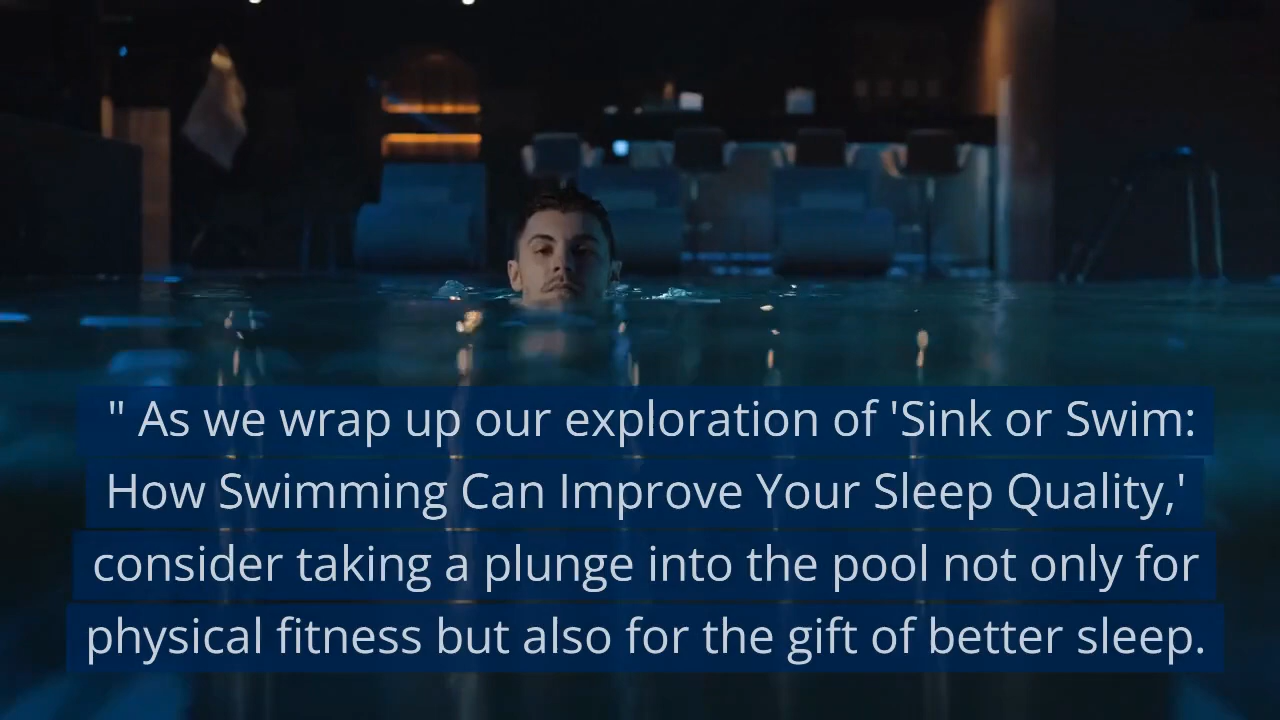 " As we wrap up our exploration of 'Sink or Swim:
How Swimming Can Improve Your Sleep Quality,'
consider taking a plunge into the pool not only for
physical fitness but also for the gift of better sleep.